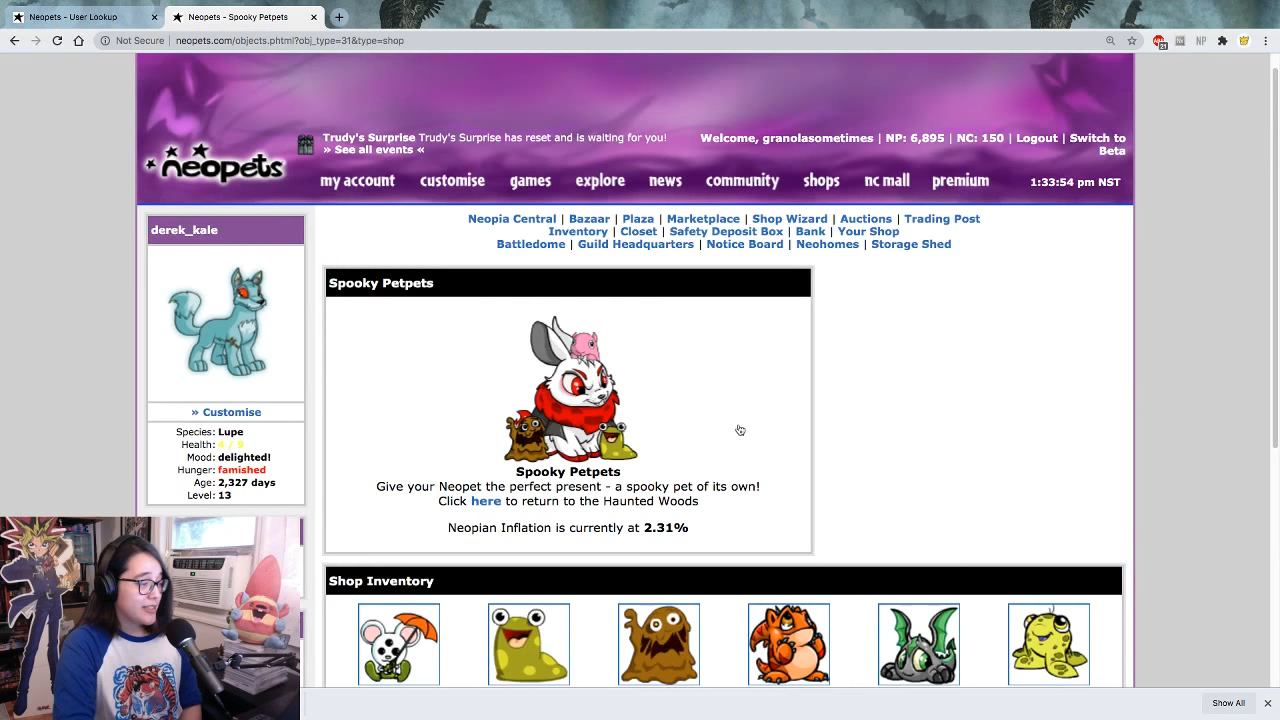 Neopets - User Lookup
Neopets - Spooky Petpets
Not Secure | neopets.com/objects.phtml?obj_type=31&type=shop
21
NP
Trudy's Surprise Trudy's Surprise has reset and is waiting for you!
» See all events «
Welcome, granolasometimes | NP: 6,895 | NC: 150 | Logout | Switch to
Beta
neopets
my account
customise
games
explore
news
community
shops
nc mall
premium
1:33:54 pm NST
derek_kale
» Customise
Species: Lupe
Health: 4 / 9
Mood: delighted!
Hunger: famished
Age: 2,327 days
Level: 13
Neopia Central | Bazaar | Plaza | Marketplace | Shop Wizard | Auctions | Trading Post
Inventory | Closet | Safety Deposit Box | Bank | Your Shop
Battledome | Guild Headquarters | Notice Board | Neohomes | Storage Shed
Spooky Petpets
Spooky Petpets
Give your Neopet the perfect present - a spooky pet of its own!
Click here to return to the Haunted Woods
Neopian Inflation is currently at 2.31%
Shop Inventory
Show All